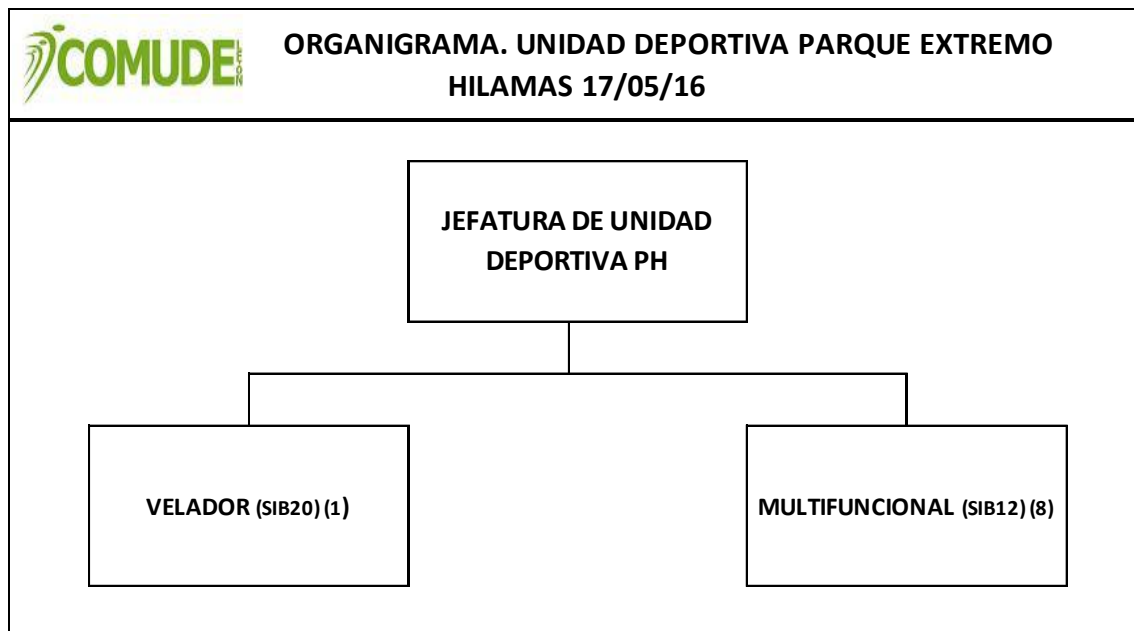 COMUDE
LEÓN
ORGANIGRAMA. UNIDAD DEPORTIVA PARQUE EXTREMO
HILAMAS 17/05/16
JEFATURA DE UNIDAD
DEPORTIVA PH
VELADOR (SIB20) (1)
MULTIFUNCIONAL (SIB12) (8)